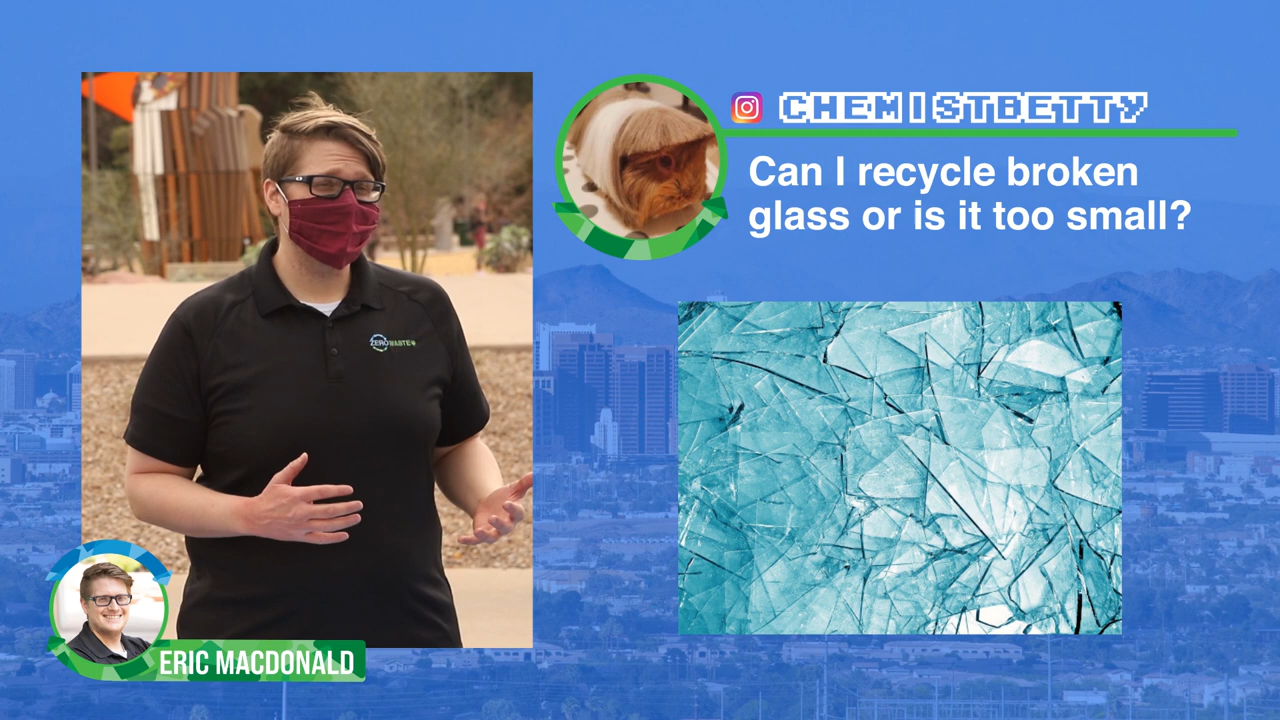 CHEMISTBETTY
Can I recycle broken
glass or is it too small?
ZERO WASTE
ERIC MACDONALD